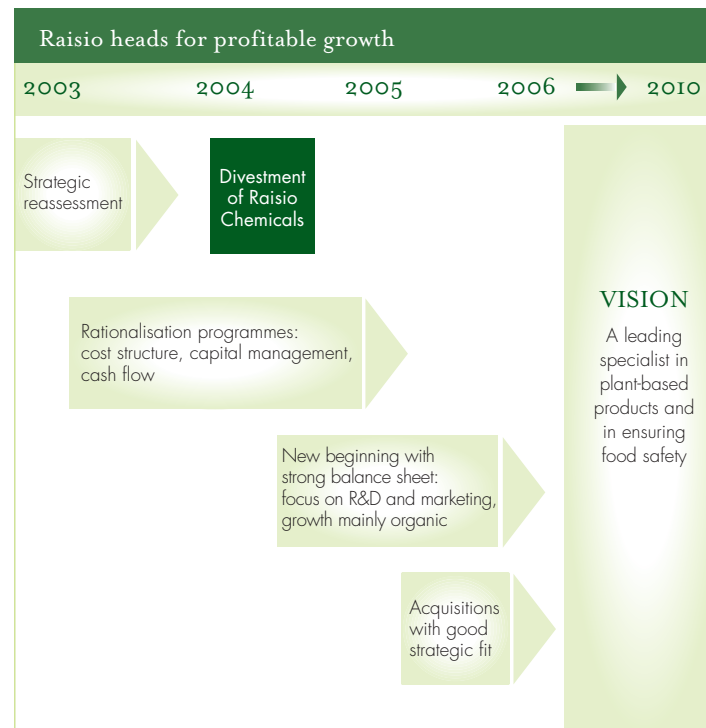 Raisio heads for profitable growth
2003 2004 2005 2006 2010
Strategic
reassessment
Divestment
of Raisio
Chemicals
Rationalisation programmes:
cost structure, capital management,
cash flow
New beginning with
strong balance sheet:
focus on R&D and marketing,
growth mainly organic
Acquisitions
with good
strategic fit
VISION
A leading
specialist in
plant-based
products and
in ensuring
food safety